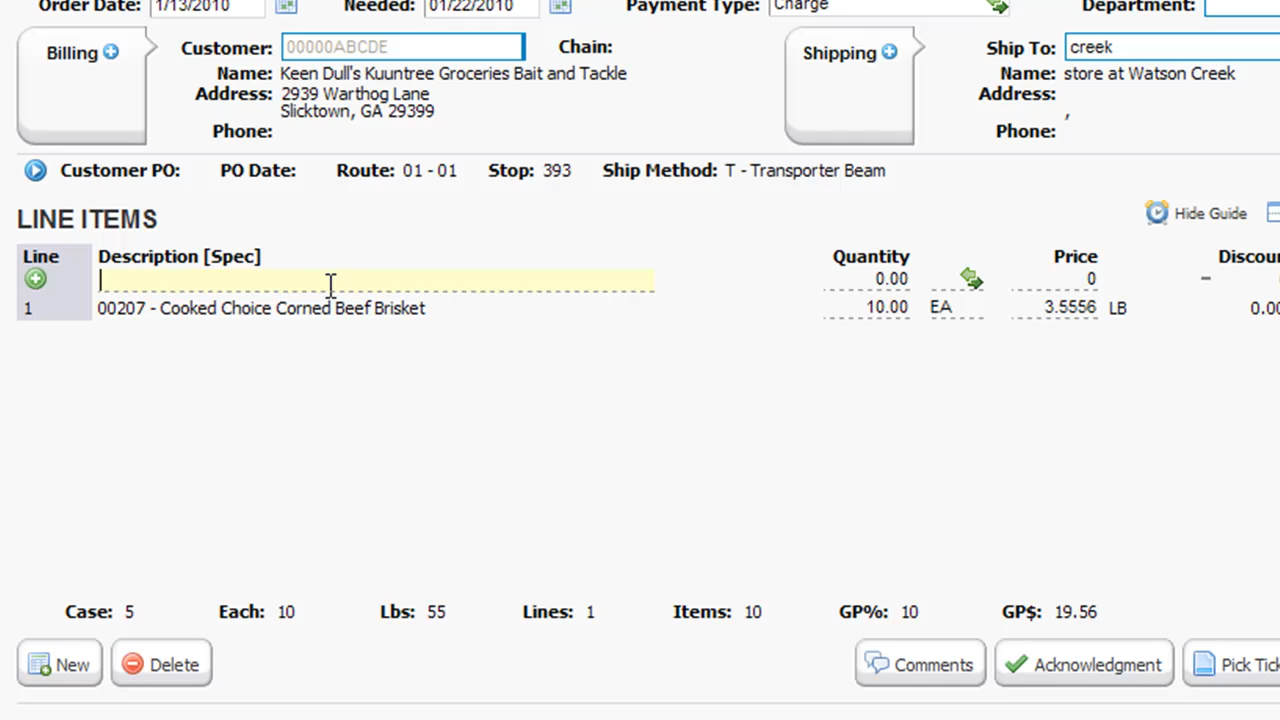 Order Date: 1/13/2010 Needed: 01/22/2010 Payment Type: Charge Department:
Billing Customer: 00000ABCDE Chain: Shipping Ship To: creek
Name: Keen Dull's Kuuntree Groceries Bait and Tackle Name: store at Watson Creek
Address: 2939 Warthog Lane Address:
Slicktown, GA 29399 ,
Phone: Phone:
Customer PO: PO Date: Route: 01 - 01 Stop: 393 Ship Method: T - Transporter Beam
LINE ITEMS Hide Guide
Line Description [Spec] Quantity Price Discoun
0.00 0 –
1 00207 - Cooked Choice Corned Beef Brisket 10.00 EA 3.5556 LB 0.00
Case: 5 Each: 10 Lbs: 55 Lines: 1 Items: 10 GP%: 10 GP$: 19.56
New Delete Comments Acknowledgment Pick Tick